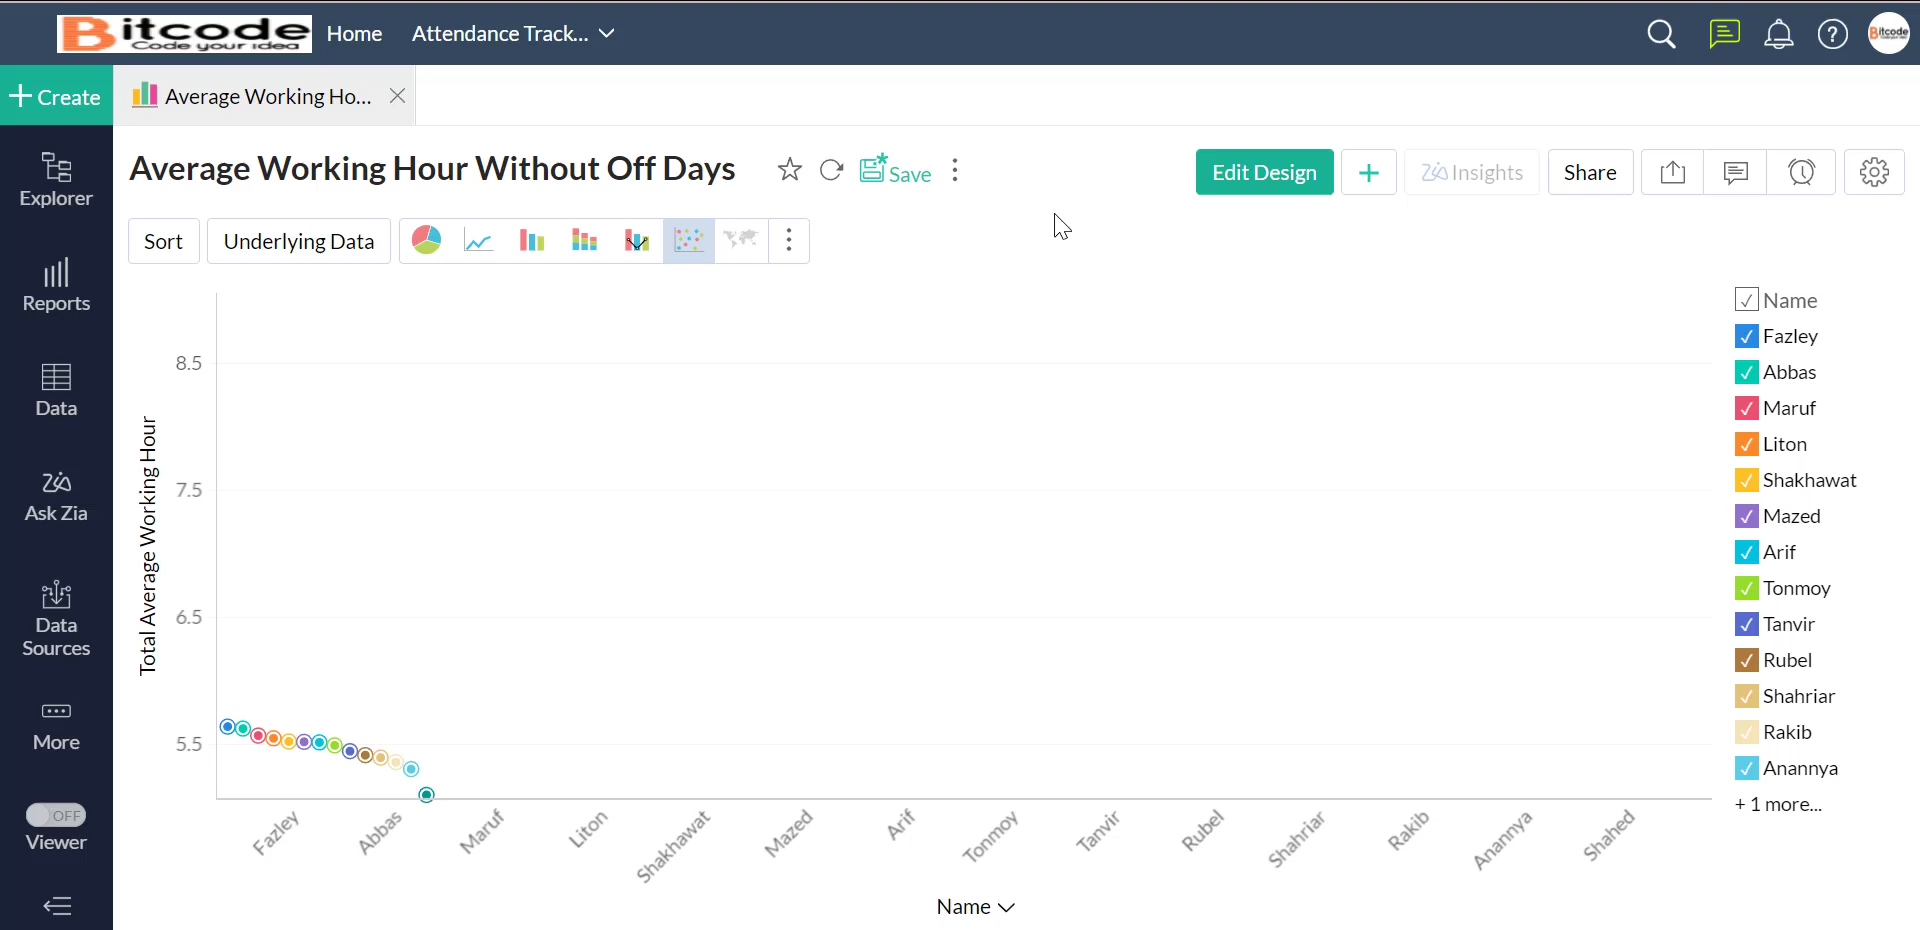 Bitcode
Code your idea
Home
Attendance Track...
Bitcode
Create
Average Working Ho...
Explorer
Reports
Data
Ask Zia
Data
Sources
More
OFF
Viewer
Average Working Hour Without Off Days
Save
Edit Design
Insights
Share
Sort
Underlying Data
Total Average Working Hour
8.5
7.5
6.5
5.5
Fazley
Abbas
Maruf
Liton
Shakhawat
Mazed
Arif
Tonmoy
Tanvir
Rubel
Shahriar
Rakib
Anannya
Shahed
Name
Name
Fazley
Abbas
Maruf
Liton
Shakhawat
Mazed
Arif
Tonmoy
Tanvir
Rubel
Shahriar
Rakib
Anannya
+ 1 more...